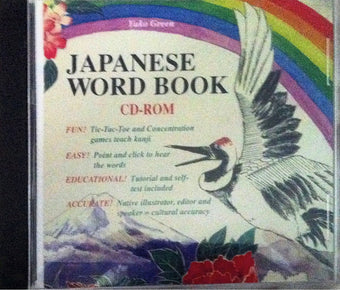 Yuko Green
JAPANESE
WORD BOOK
CD-ROM
FUN! Tic-Tac-Toe and Concentration
games teach kanji
EASY! Point and click to hear
the words
EDUCATIONAL! Tutorial and self-
test included
ACCURATE! Native illustrator, editor and
speaker = cultural accuracy